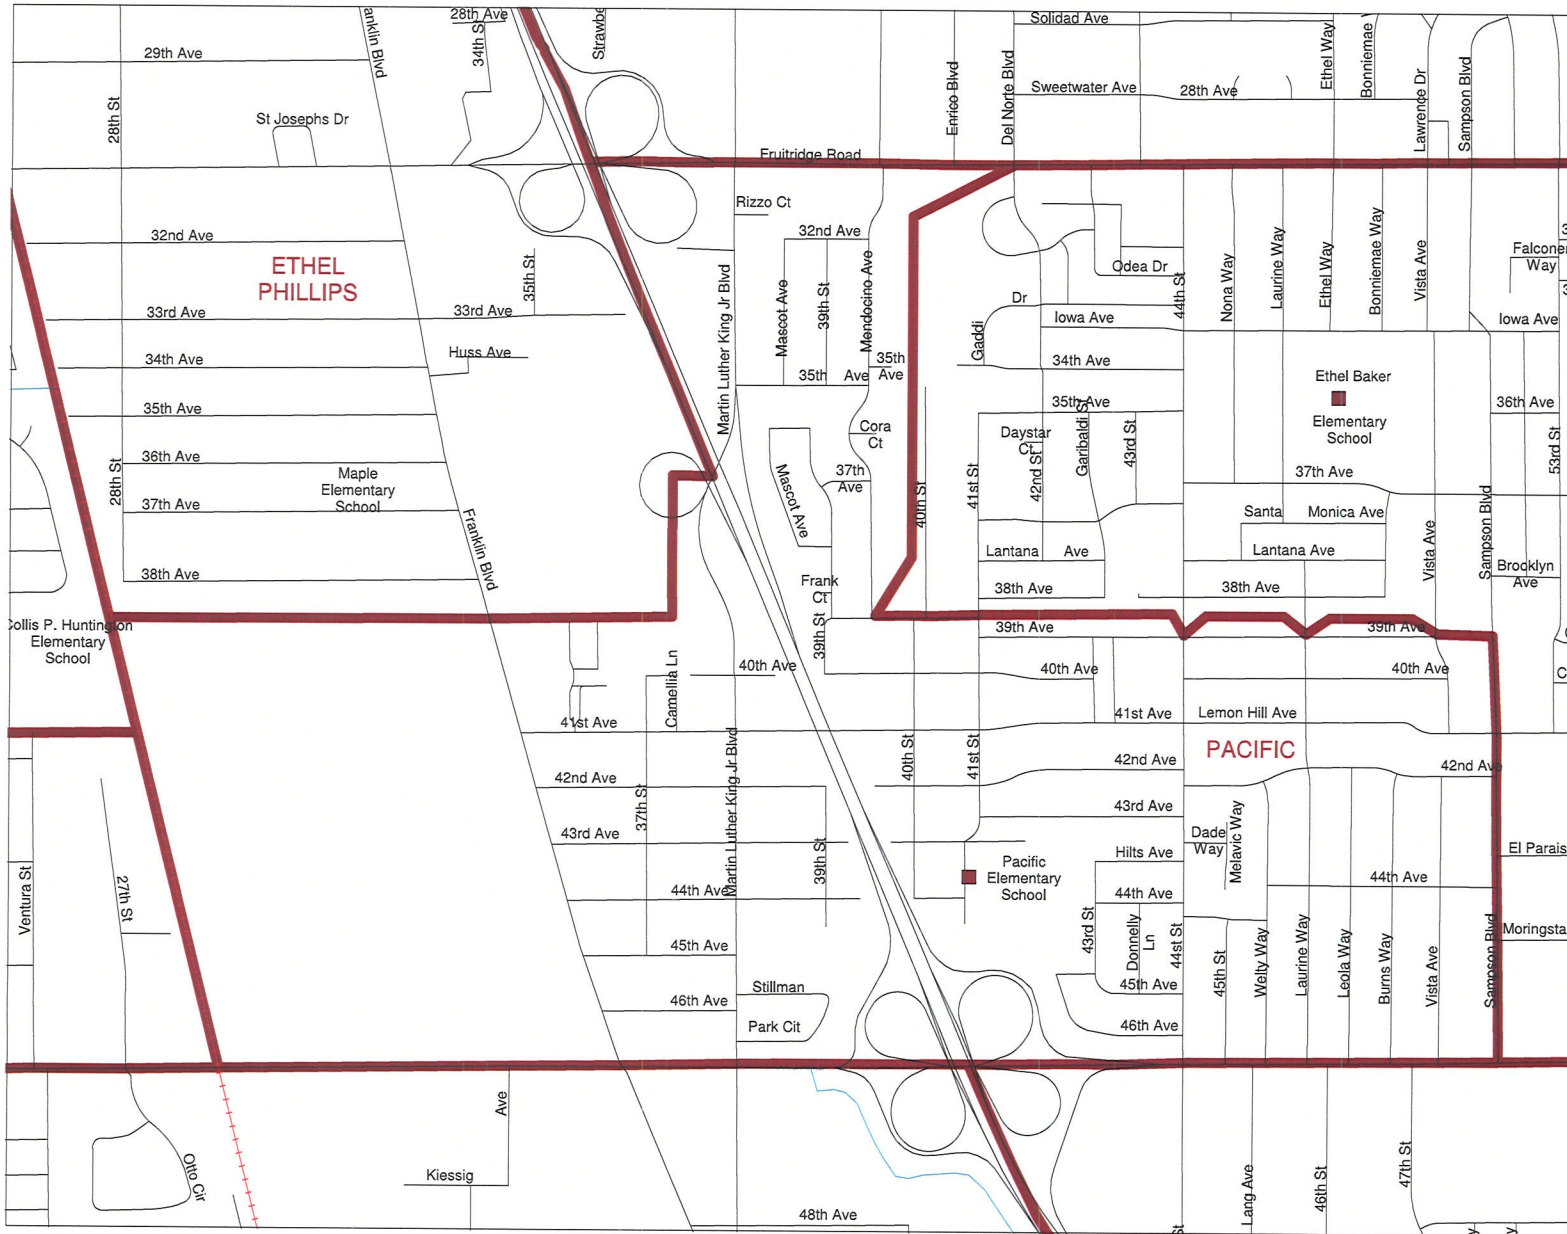 28th Ave
Solidad Ave
29th Ave
Franklin Blvd
34th St
Strawbe
Enrico Blvd
Del Norte Blvd
Sweetwater Ave
28th Ave
Ethel Way
Bonniemae
Lawrence Dr
Sampson Blvd
28th St
St Josephs Dr
Fruitridge Road
Rizzo Ct
32nd Ave
32nd Ave
ETHEL
PHILLIPS
35th St
33rd Ave
33rd Ave
Martin Luther King Jr Blvd
Mascot Ave
39th St
Mendocino Ave
Odea Dr
44th St
Nona Way
Laurine Way
Ethel Way
Bonniemae Way
Vista Ave
Falconer
Way
Dr
Gaddi
Iowa Ave
Iowa Ave
34th Ave
Huss Ave
35th
Ave
35th Ave
34th Ave
Ethel Baker
Elementary
School
35th Ave
35th Ave
36th Ave
Cora
Ct
Daystar
Ct
42nd St
Garibaldi St
43rd St
53rd St
36th Ave
28th St
Maple
Elementary
School
37th
Ave
Mascot Ave
40th St
41st St
37th Ave
37th Ave
Franklin Blvd
Santa Monica Ave
Sampson Blvd
Vista Ave
Lantana Ave
Lantana Ave
Brooklyn
Ave
38th Ave
Frank
Ct
38th Ave
38th Ave
Collis P. Huntington
Elementary
School
39th St
39th Ave
39th Ave
Camellia Ln
40th Ave
40th Ave
40th Ave
41st Ave
41st Ave
Lemon Hill Ave
PACIFIC
Martin Luther King Jr Blvd
40th St
41st St
42nd Ave
42nd Ave
42nd Ave
37th St
43rd Ave
43rd Ave
39th St
Dade
Way
Melavic Way
Hilts Ave
El Parais
Pacific
Elementary
School
Ventura St
27th St
44th Ave
44th Ave
44th Ave
43rd St
Donnelly
Ln
44st St
45th St
Welty Way
Laurine Way
Leola Way
Burns Way
Vista Ave
Sampson Blvd
Moringsta
45th Ave
45th Ave
46th Ave
Stillman
Park Cit
46th Ave
Ave
Otto Cir
Kiessig
48th Ave
Lang Ave
46th St
47th St